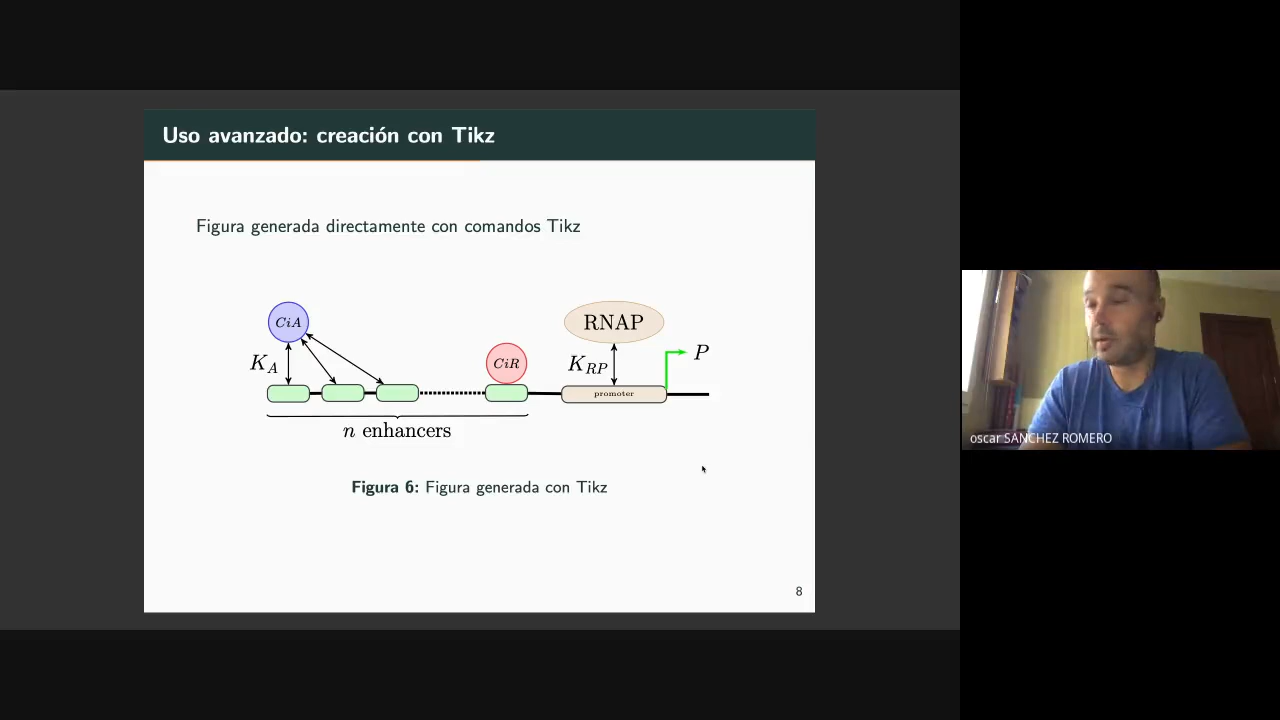 Uso avanzado: creación con Tikz
Figura generada directamente con comandos Tikz
CiA
RNAP
K_A
CiR
K_RP
P
promoter
n enhancers
Figura 6: Figura generada con Tikz
8
oscar SANCHEZ ROMERO